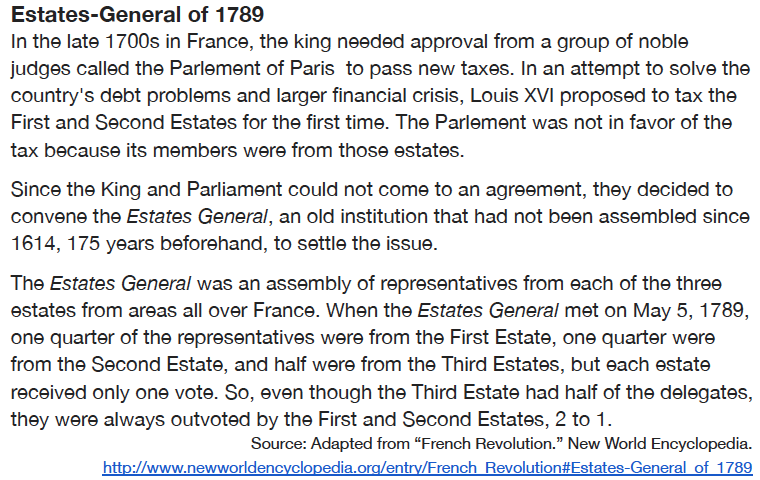 Estates-General of 1789
In the late 1700s in France, the king needed approval from a group of noble
judges called the Parlement of Paris to pass new taxes. In an attempt to solve the
country's debt problems and larger financial crisis, Louis XVI proposed to tax the
First and Second Estates for the first time. The Parlement was not in favor of the
tax because its members were from those estates.
Since the King and Parliament could not come to an agreement, they decided to
convene the Estates General, an old institution that had not been assembled since
1614, 175 years beforehand, to settle the issue.
The Estates General was an assembly of representatives from each of the three
estates from areas all over France. When the Estates General met on May 5, 1789,
one quarter of the representatives were from the First Estate, one quarter were
from the Second Estate, and half were from the Third Estates, but each estate
received only one vote. So, even though the Third Estate had half of the delegates,
they were always outvoted by the First and Second Estates, 2 to 1.
Source: Adapted from “French Revolution.” New World Encyclopedia.
http://www.newworldencyclopedia.org/entry/French_Revolution#Estates-General_of_1789